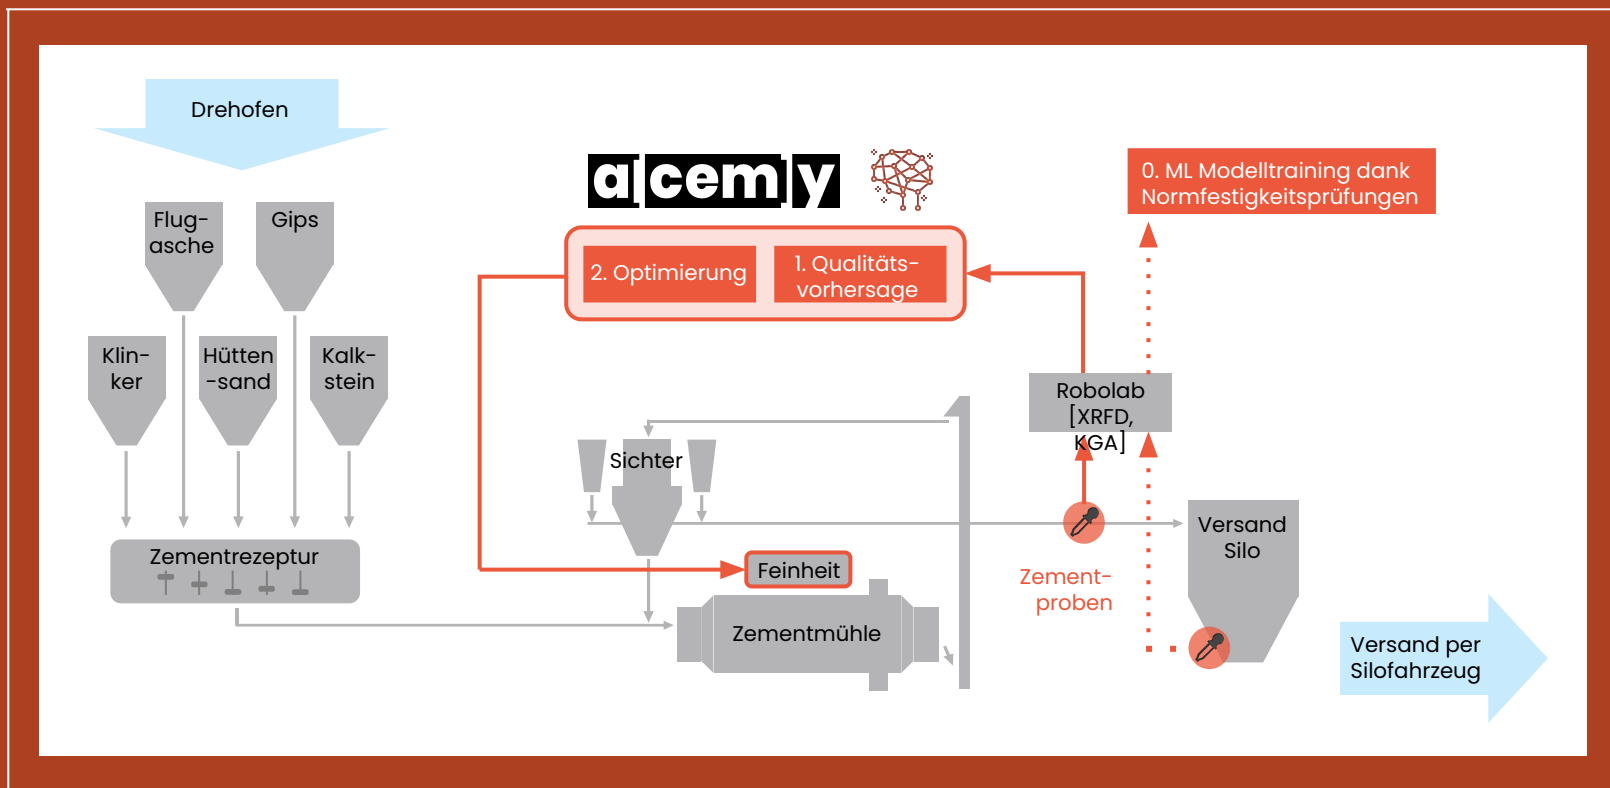 Drehofen
Flug-
asche
Gips
Klin-
ker
Hütten
-sand
Kalk-
stein
Zementrezeptur
alcemy
2. Optimierung
1. Qualitäts-
vorhersage
0. ML Modelltraining dank
Normfestigkeitsprüfungen
Robolab
[XRFD,
KGA]
Sichter
Feinheit
Zementmühle
Zement-
proben
Versand
Silo
Versand per
Silofahrzeug